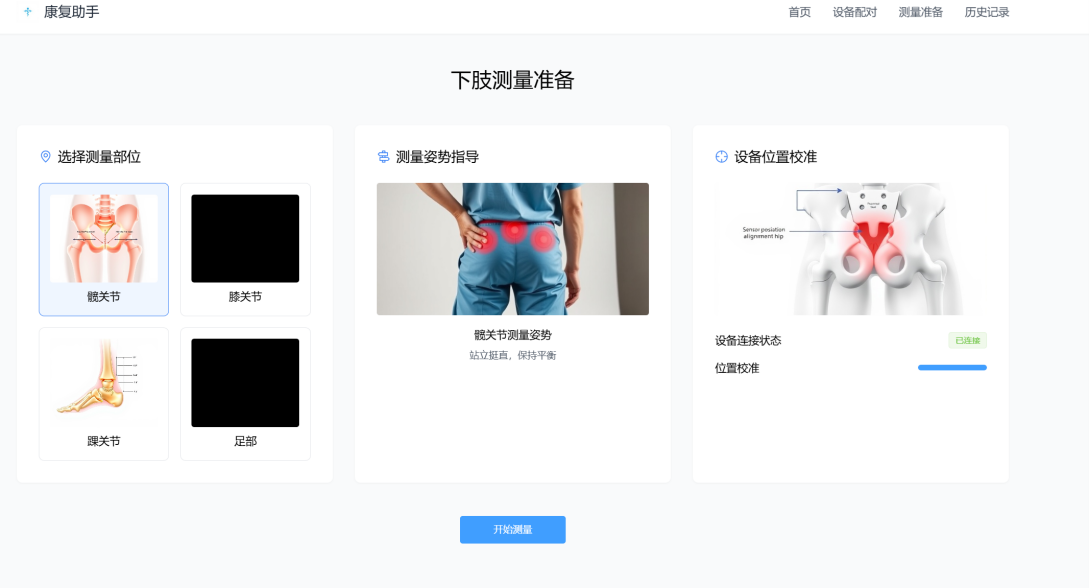 康复助手
首页
设备配对
测量准备
历史记录
下肢测量准备
选择测量部位
髋关节
膝关节
踝关节
足部
测量姿势指导
髋关节测量姿势
站立挺直，保持平衡
设备位置校准
Sensor posiation
alignment hip
设备连接状态
已连接
位置校准
开始测量